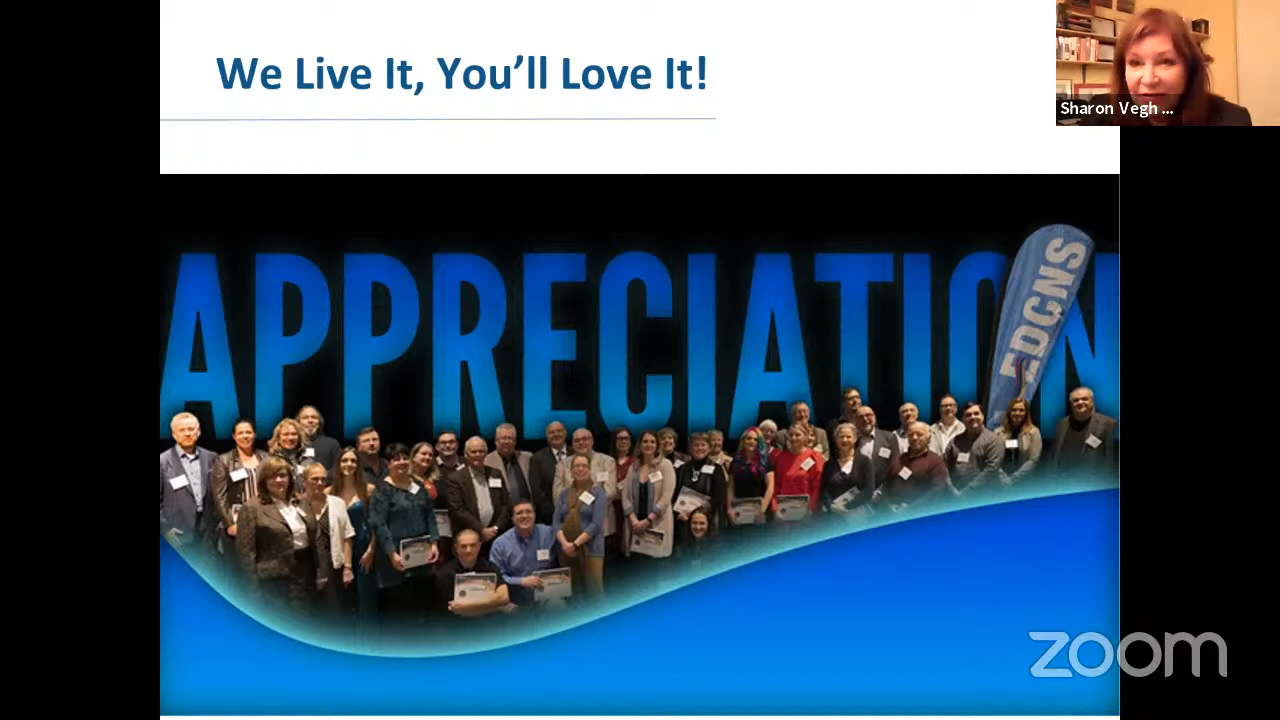 We Live It, You’ll Love It!
Sharon Vegh ...
APPRECIATION
EDCNS
zoom